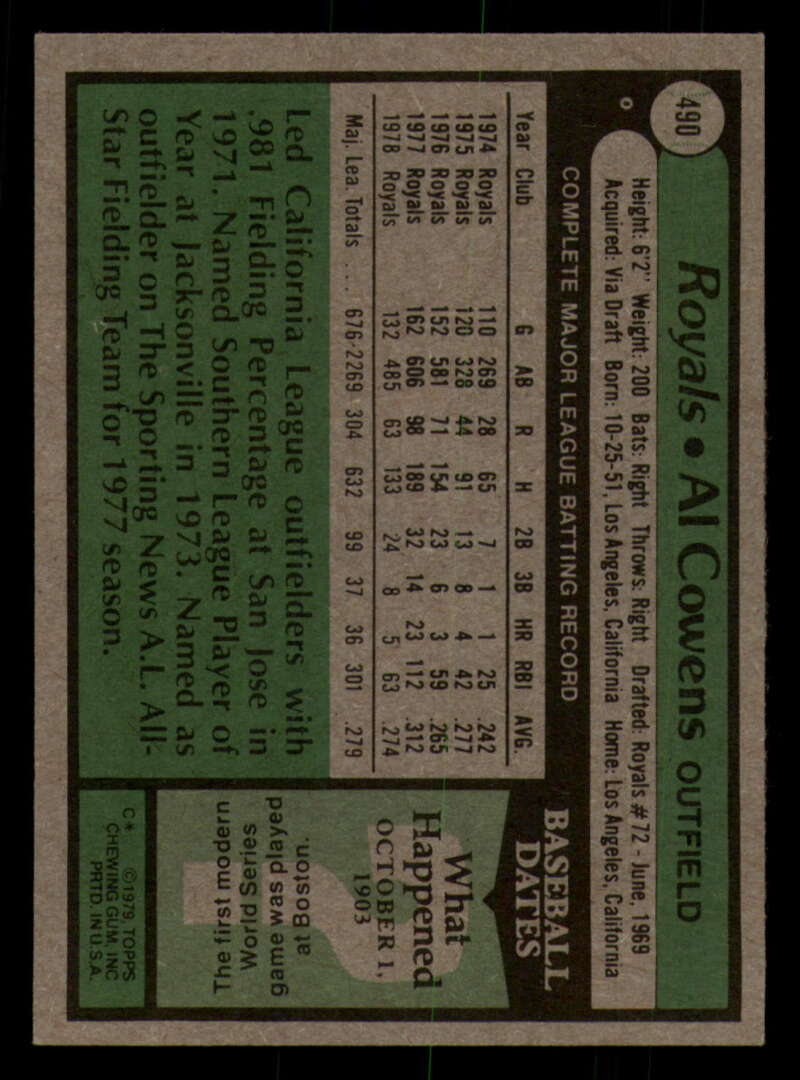 490
Royals • Al Cowens OUTFIELD
Height: 6'2" Weight: 200 Bats: Right Throws: Right Drafted: Royals #72 - June, 1969
Acquired: Via Draft Born: 10-25-51, Los Angeles, California Home: Los Angeles, California
COMPLETE MAJOR LEAGUE BATTING RECORD
Year Club G AB R H 2B 3B HR RBI AVG.
1974 Royals 110 269 28 65 7 1 1 25 .242
1975 Royals 120 328 44 91 13 8 4 42 .277
1976 Royals 152 581 71 154 23 6 3 59 .265
1977 Royals 162 606 98 189 32 14 23 112 .312
1978 Royals 132 485 63 133 24 8 5 63 .274
Maj. Lea. Totals .... 676 2269 304 632 99 37 36 301 .279
Led California League outfielders with
.981 Fielding Percentage at San Jose in
1971. Named Southern League Player of
Year at Jacksonville in 1973. Named as
outfielder on The Sporting News A.L. All-
Star Fielding Team for 1977 season.
BASEBALL
DATES
What
Happened
OCTOBER 1,
1903
The first modern
World Series
game was played
at Boston.
C* ©1979, TOPPS
CHEWING GUM, INC
PRTD. IN U.S.A.